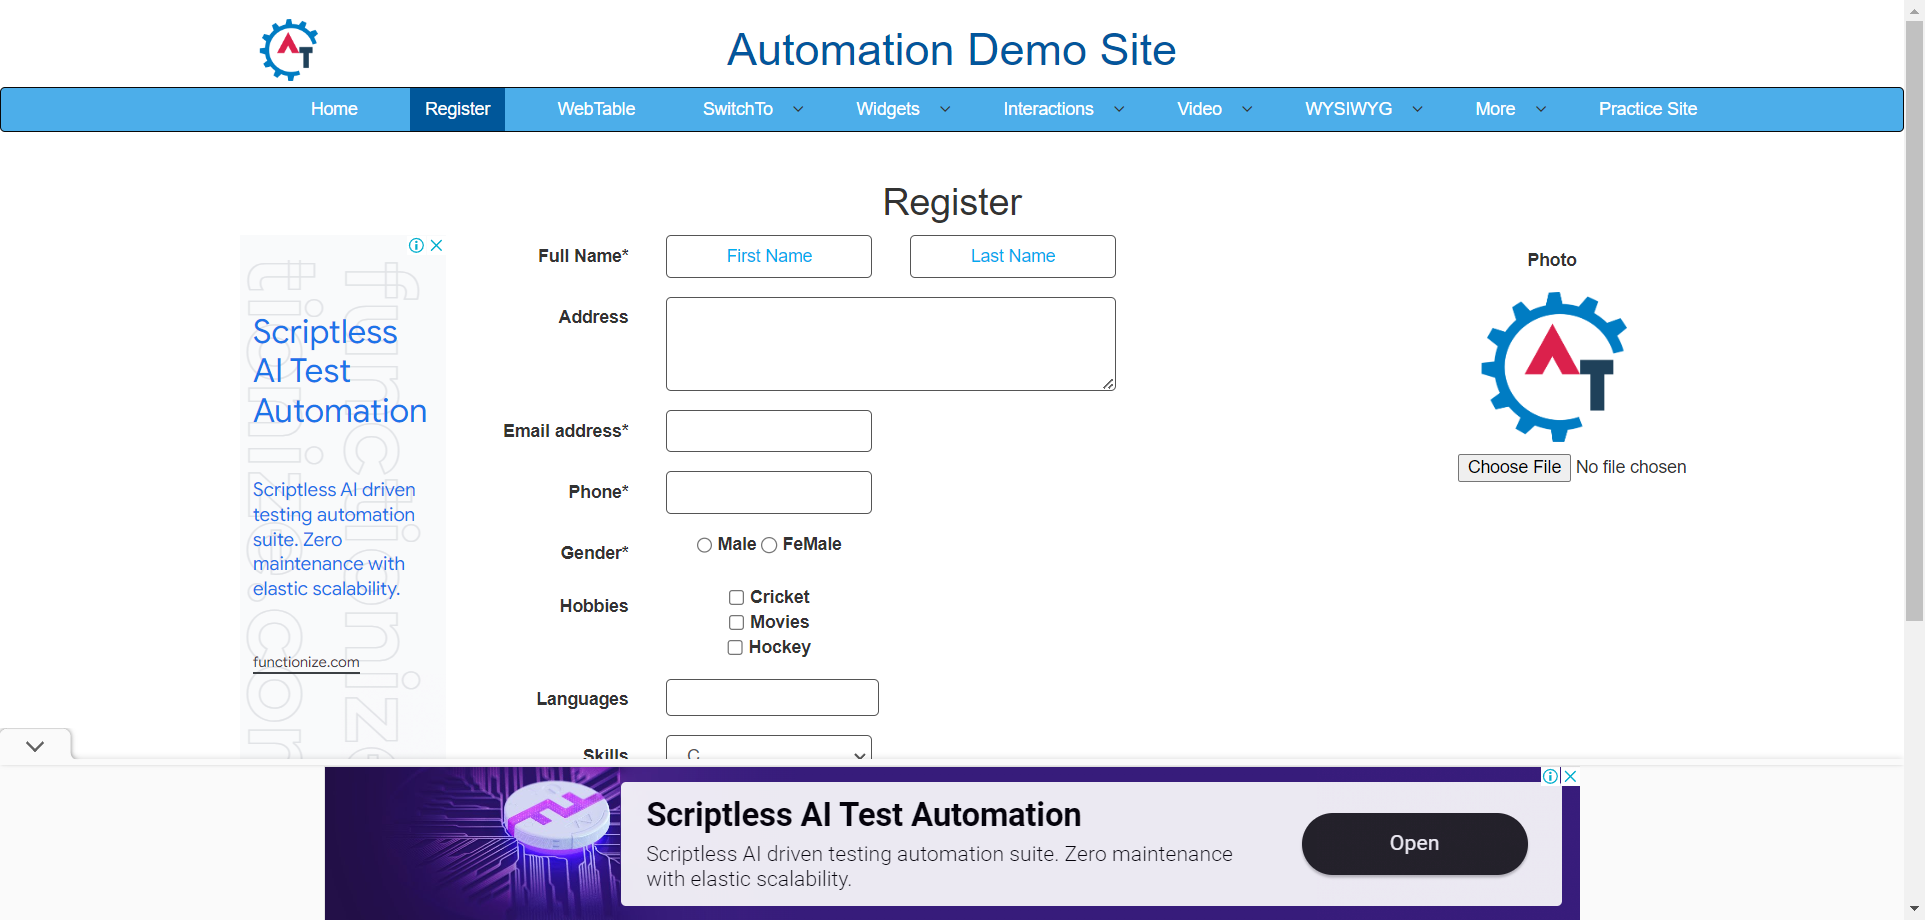 Automation Demo Site
Home Register WebTable SwitchTo Widgets Interactions Video WYSIWYG More Practice Site
Register
Full Name* First Name Last Name
Address
Email address*
Phone*
Gender* Male FeMale
Hobbies Cricket
Movies
Hockey
Languages
Skills C
Photo
AT
Choose File No file chosen
Scriptless
AI Test
Automation
Scriptless AI driven
testing automation
suite. Zero
maintenance with
elastic scalability.
functionize.com
Scriptless AI Test Automation
Scriptless AI driven testing automation suite. Zero maintenance
with elastic scalability.
Open